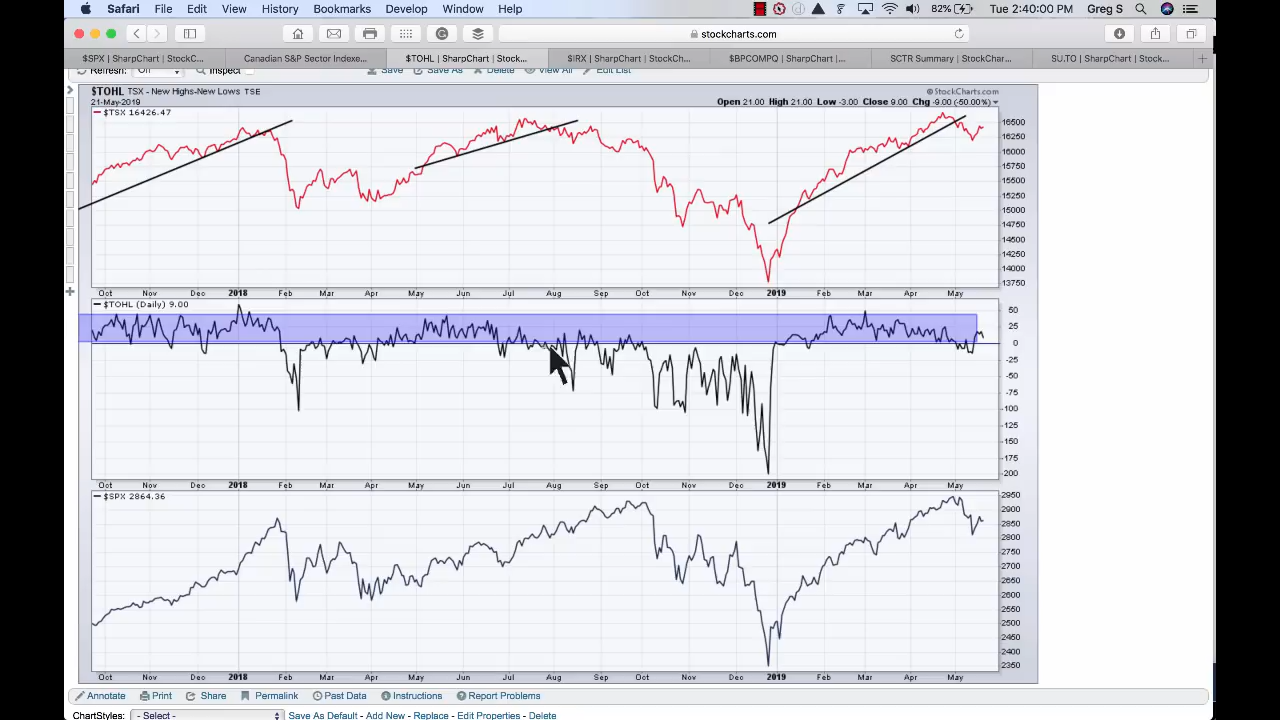 Safari File Edit View History Bookmarks Develop Window Help 82% Tue 2:40:00 PM Greg S
stockcharts.com
$SPX | SharpChart | StockC... Canadian S&P Sector Indexe... $TOHL | SharpChart | Stock... $IRX | SharpChart | StockCh... $BPCOMPQ | SharpChart |... SCTR Summary | StockChar... SU.TO | SharpChart | StockC...
Refresh: Off Inspect Save Save As Delete View All Edit List
$TOHL TSX - New Highs-New Lows TSE © StockCharts.com
21-May-2019 Open 21.00 High 21.00 Low -3.00 Close 9.00 Chg -9.00 (-50.00%)
$TSX 16426.47
16500
16250
16000
15750
15500
15250
15000
14750
14500
14250
14000
13750
Oct Nov Dec 2018 Feb Mar Apr May Jun Jul Aug Sep Oct Nov Dec 2019 Feb Mar Apr May
$TOHL (Daily) 9.00
50
25
0
-25
-50
-75
-100
-125
-150
-175
-200
Oct Nov Dec 2018 Feb Mar Apr May Jun Jul Aug Sep Oct Nov Dec 2019 Feb Mar Apr May
$SPX 2864.36
2950
2900
2850
2800
2750
2700
2650
2600
2550
2500
2450
2400
2350
Oct Nov Dec 2018 Feb Mar Apr May Jun Jul Aug Sep Oct Nov Dec 2019 Feb Mar Apr May
Annotate Print Share Permalink Past Data Instructions Report Problems
ChartStyles: - Select - Save As Default - Add New - Replace - Edit Properties - Delete